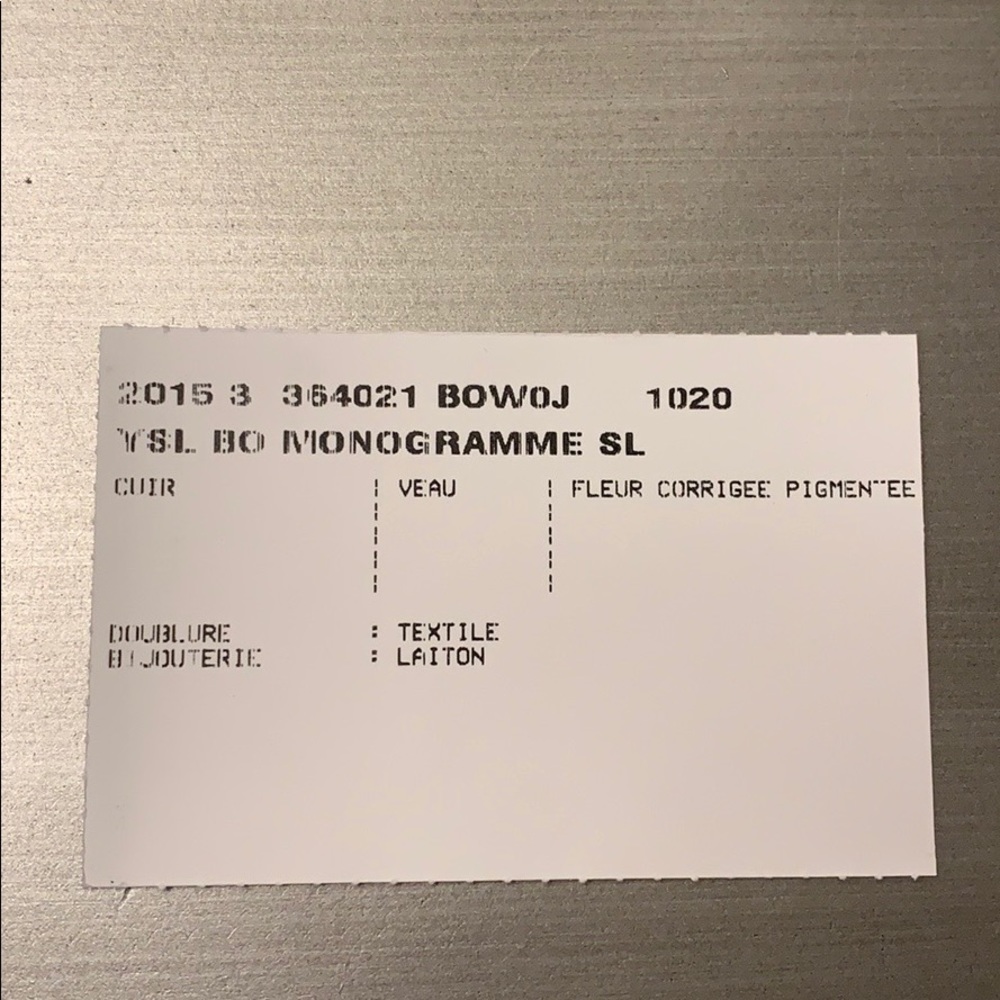 2015 3 364021 BOW0J 1020
YSL BO MONOGRAMME SL
CUIR ¦ VEAU ¦ FLEUR CORRIGEE PIGMENTEE
DOUBLURE : TEXTILE
BIJOUTERIE : LAITON